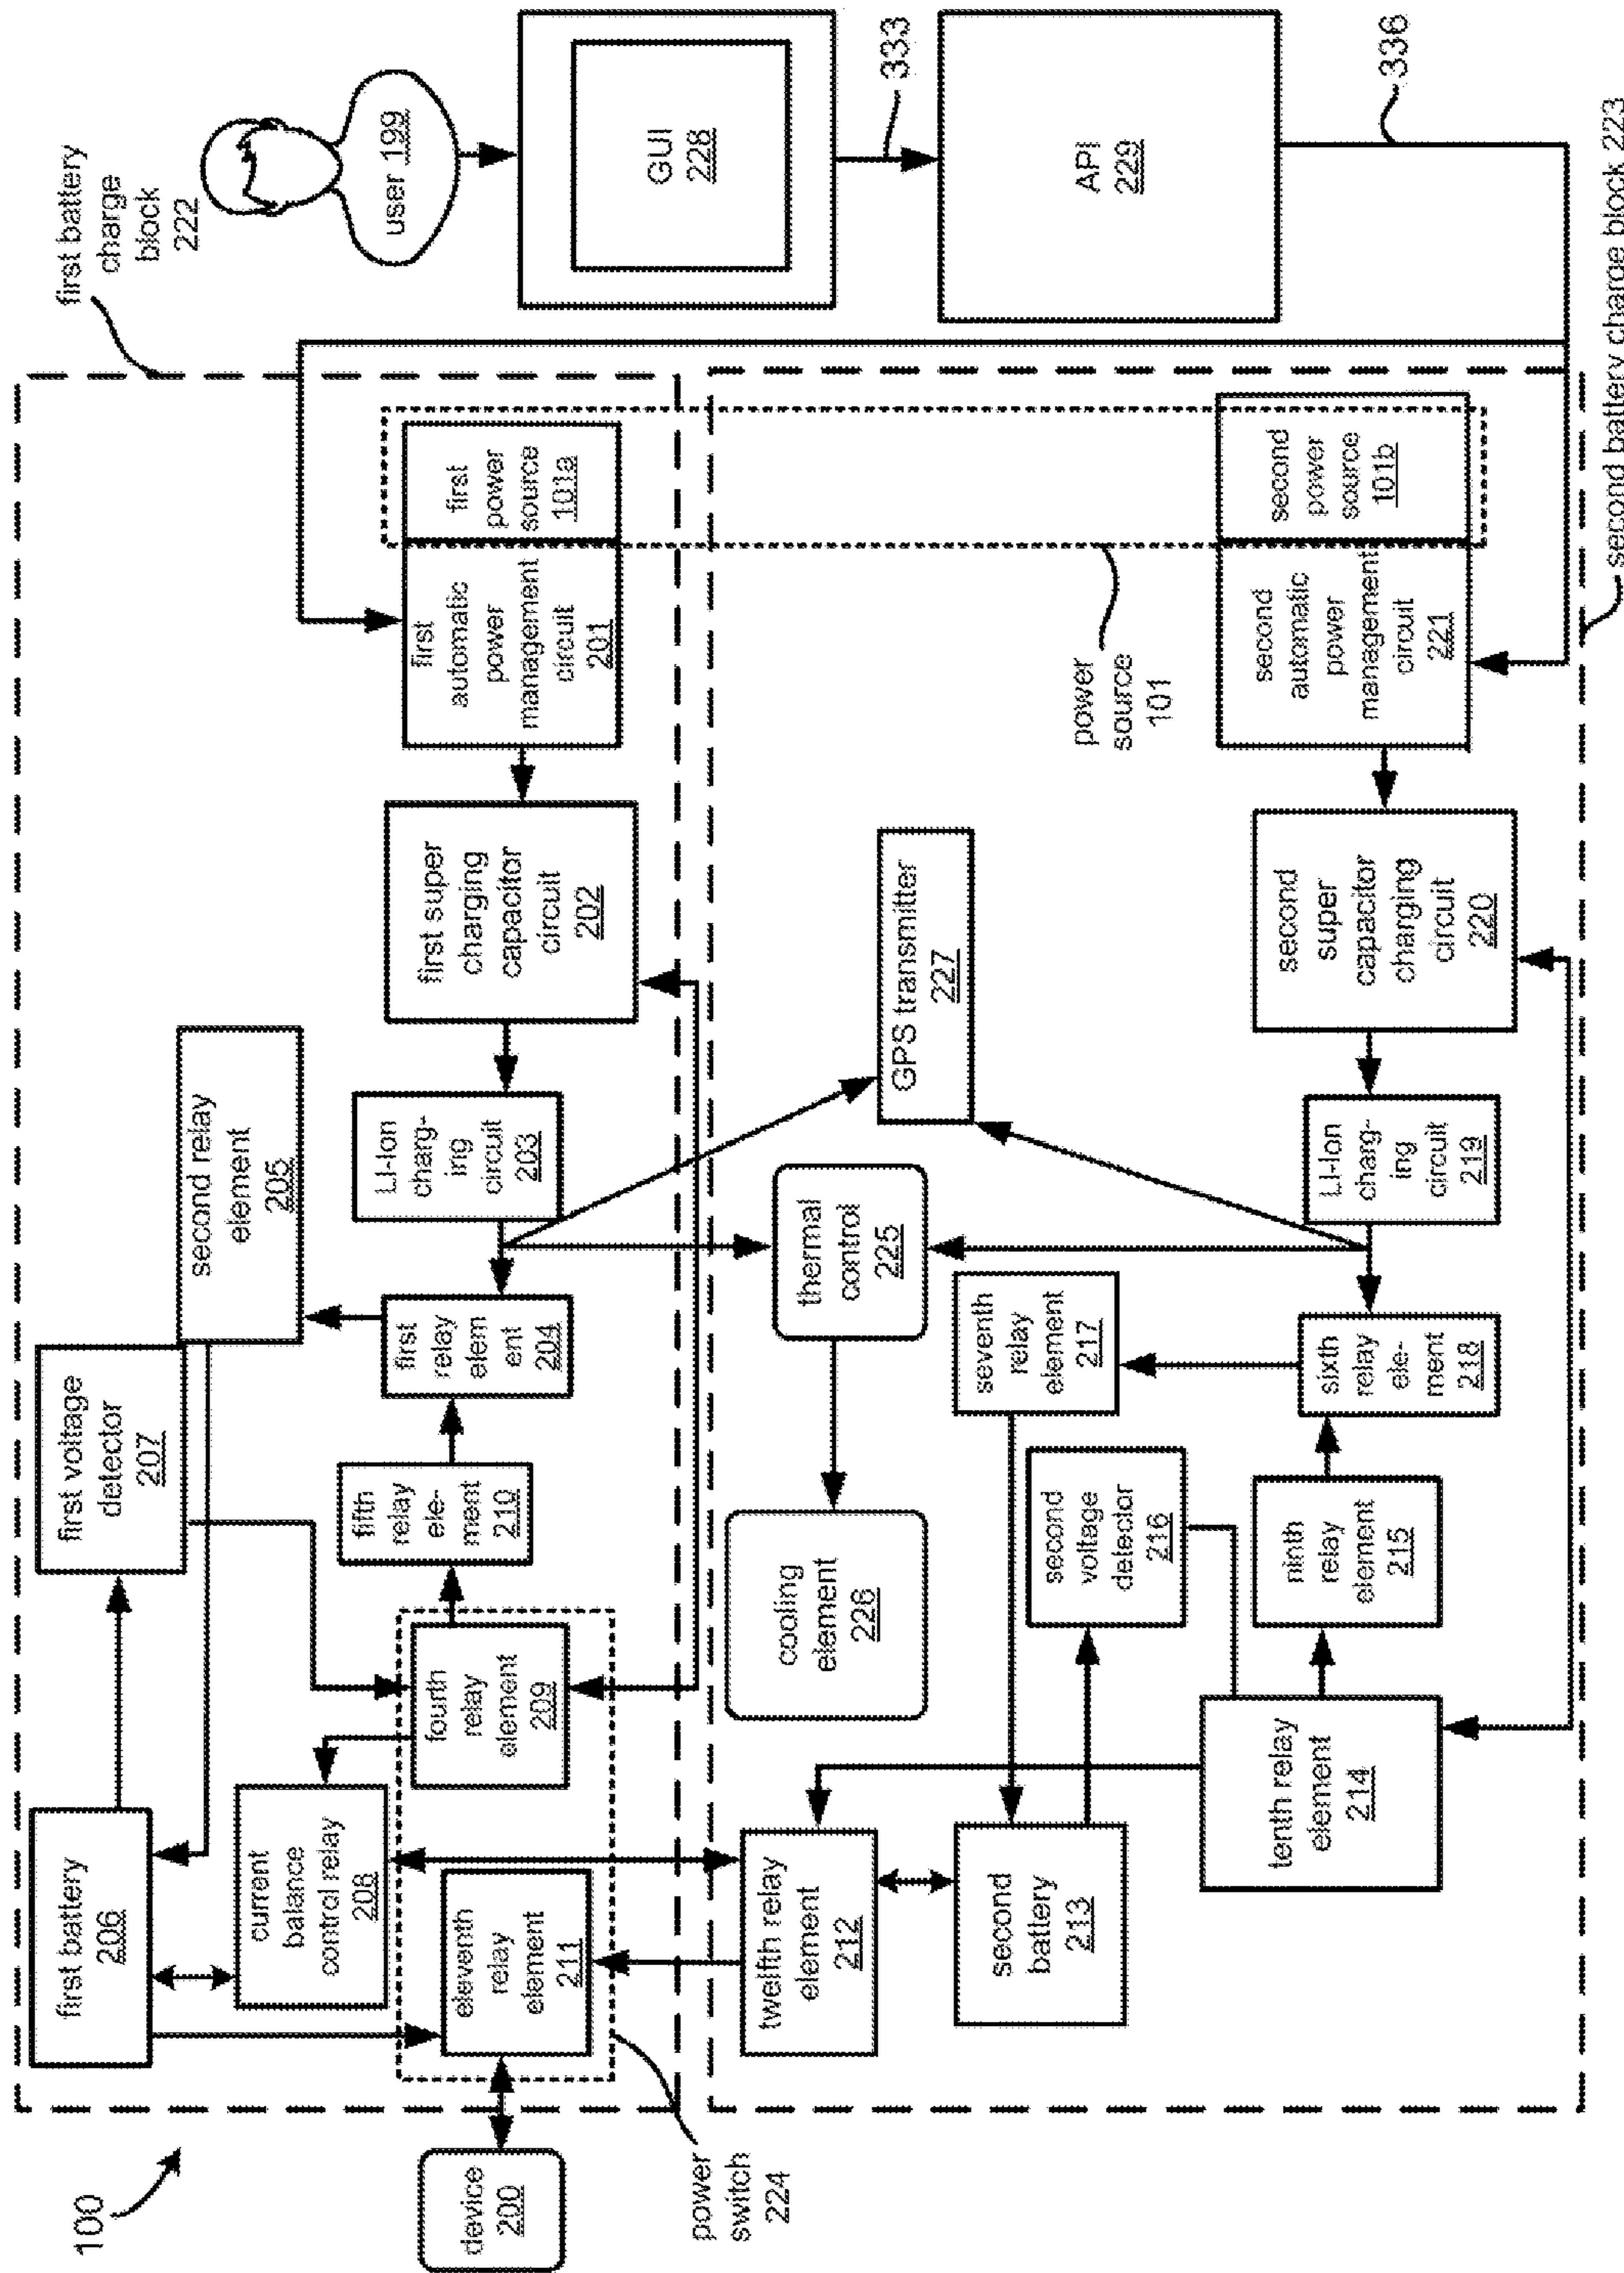 100
first battery
charge
block
222
user 199
GUI
228
333
API
229
336
first battery
206
first voltage
detector
207
second relay
element
205
current
balance
control relay
208
fifth
relay
ele-
ment
210
first
relay
elem
ent
204
LI-Ion
charg-
ing
circuit
203
first super
charging
capacitor
circuit
202
first
automatic
power
management
circuit
201
first
power
source
101a
device
200
eleventh
relay
element
211
fourth
relay
element
209
power
switch
224
cooling
element
226
thermal
control
225
GPS transmitter
227
power
source
101
twelfth relay
element
212
second
battery
213
second
voltage
detector
216
seventh
relay
element
217
tenth relay
element
214
ninth
relay
element
215
sixth
relay
ele-
ment
218
LI-Ion
charg-
ing
circuit
219
second
super
capacitor
charging
circuit
220
second
automatic
power
management
circuit
221
second
power
source
101b
second battery charge block 223